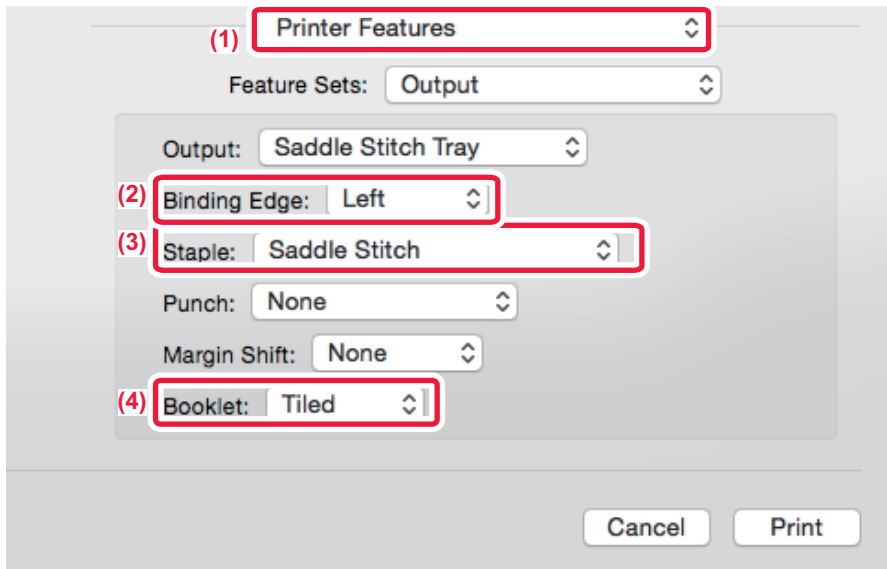 (1) Printer Features
Feature Sets: Output
Output: Saddle Stitch Tray
(2) Binding Edge: Left
(3) Staple: Saddle Stitch
Punch: None
Margin Shift: None
(4) Booklet: Tiled
Cancel Print